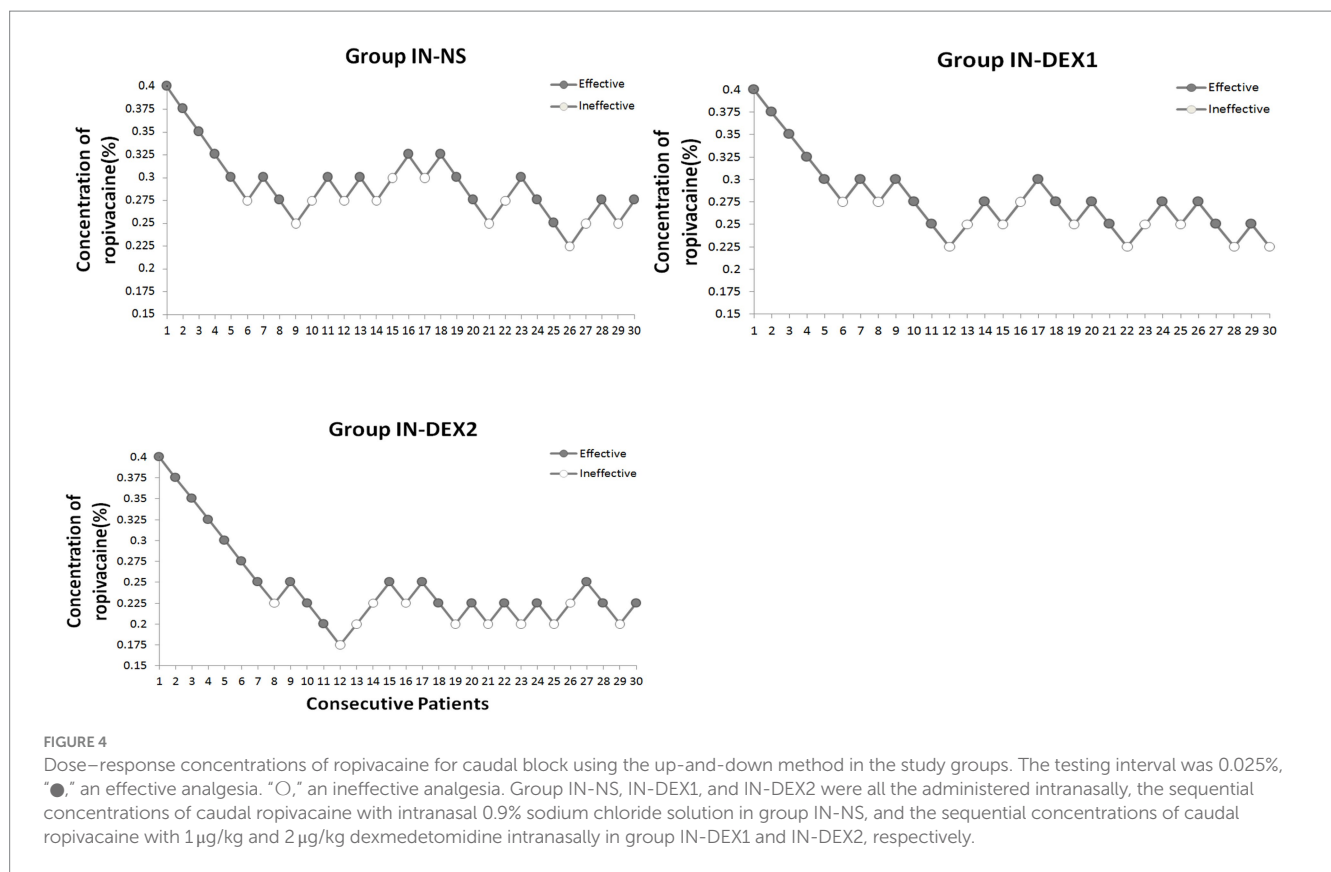 Group IN-NS
Effective
Ineffective
Concentration of
ropivacaine(%)
0.4
0.375
0.35
0.325
0.3
0.275
0.25
0.225
0.2
0.15
1 2 3 4 5 6 7 8 9 10 11 12 13 14 15 16 17 18 19 20 21 22 23 24 25 26 27 28 29 30
Group IN-DEX1
Effective
Ineffective
Concentration of
ropivacaine(%)
0.4
0.375
0.35
0.325
0.3
0.275
0.25
0.225
0.2
0.15
1 2 3 4 5 6 7 8 9 10 11 12 13 14 15 16 17 18 19 20 21 22 23 24 25 26 27 28 29 30
Group IN-DEX2
Effective
Ineffective
Concentration of
ropivacaine(%)
0.4
0.375
0.35
0.325
0.3
0.275
0.25
0.225
0.2
0.175
0.15
1 2 3 4 5 6 7 8 9 10 11 12 13 14 15 16 17 18 19 20 21 22 23 24 25 26 27 28 29 30
Consecutive Patients
FIGURE 4
Dose–response concentrations of ropivacaine for caudal block using the up-and-down method in the study groups. The testing interval was 0.025%,
“●,” an effective analgesia. “○,” an ineffective analgesia. Group IN-NS, IN-DEX1, and IN-DEX2 were all the administered intranasally, the sequential
concentrations of caudal ropivacaine with intranasal 0.9% sodium chloride solution in group IN-NS, and the sequential concentrations of caudal
ropivacaine with 1μg/kg and 2μg/kg dexmedetomidine intranasally in group IN-DEX1 and IN-DEX2, respectively.